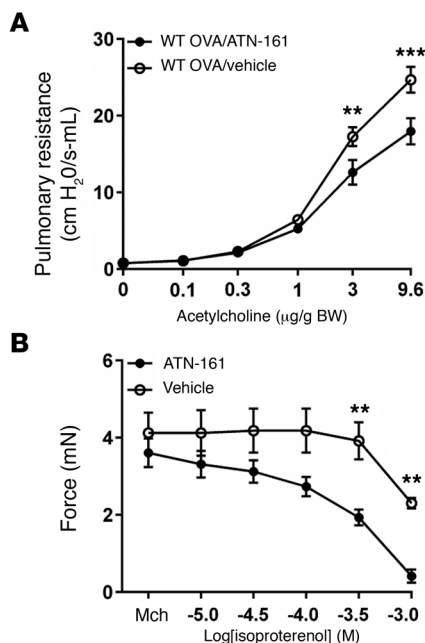 A
WT OVA/ATN-161
WT OVA/vehicle
30
20
10
0
Pulmonary resistance
(cm H20/s-mL)
**
***
0 0.1 0.3 1 3 9.6
Acetylcholine (µg/g BW)
B
ATN-161
Vehicle
6
4
2
0
Force (mN)
**
**
Mch -5.0 -4.5 -4.0 -3.5 -3.0
Log[isoproterenol] (M)